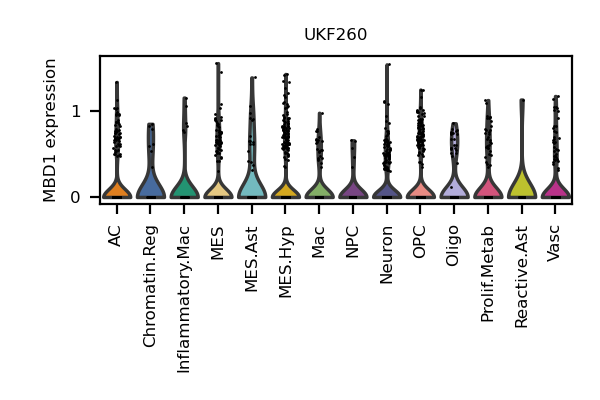 UKF260
MBD1 expression
1
0
AC
Chromatin.Reg
Inflammatory.Mac
MES
MES.Ast
MES.Hyp
Mac
NPC
Neuron
OPC
Oligo
Prolif.Metab
Reactive.Ast
Vasc